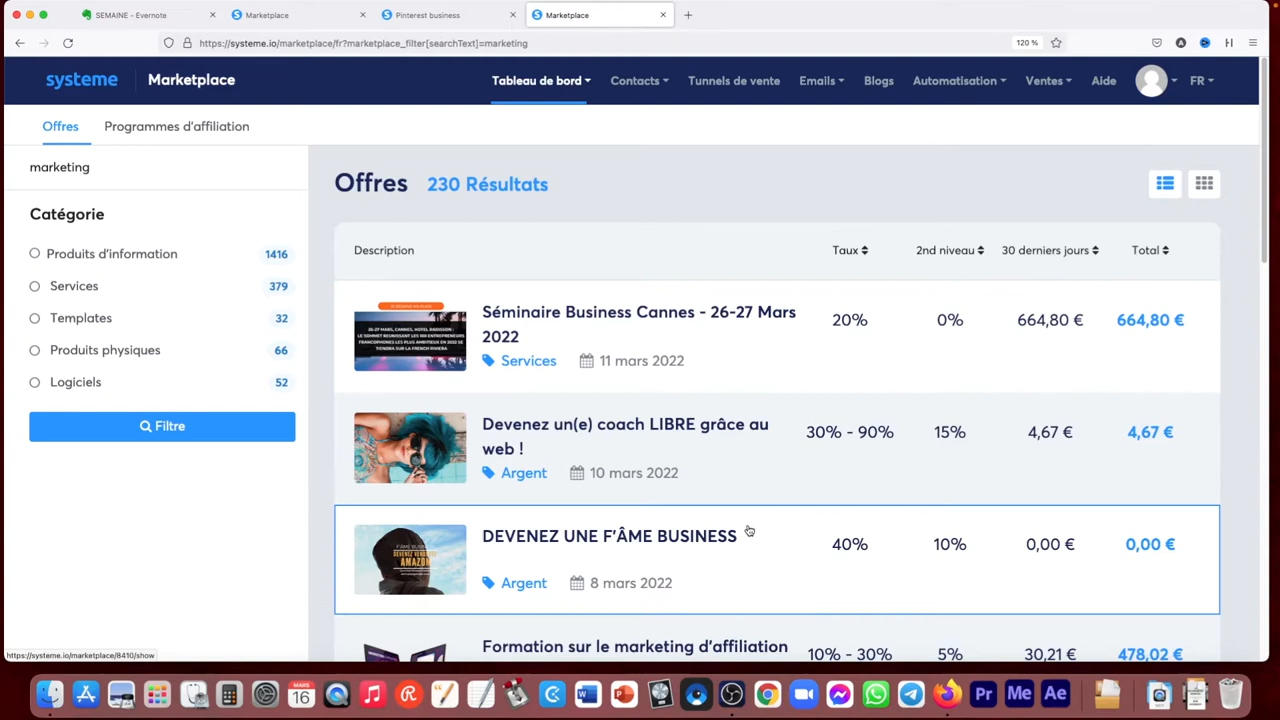 SEMAINE - Evernote
Marketplace
Pinterest business
Marketplace
https://systeme.io/marketplace/fr?marketplace_filter[searchText]=marketing
120 %
systeme
Marketplace
Tableau de bord
Contacts
Tunnels de vente
Emails
Blogs
Automatisation
Ventes
Aide
FR
Offres
Programmes d'affiliation
marketing
Catégorie
Produits d'information 1416
Services 379
Templates 32
Produits physiques 66
Logiciels 52
Filtre
Offres 230 Résultats
Description Taux 2nd niveau 30 derniers jours Total
Séminaire Business Cannes - 26-27 Mars
2022
Services 11 mars 2022
20% 0% 664,80 € 664,80 €
Devenez un(e) coach LIBRE grâce au
web !
Argent 10 mars 2022
30% - 90% 15% 4,67 € 4,67 €
DEVENEZ UNE F'ÂME BUSINESS
Argent 8 mars 2022
40% 10% 0,00 € 0,00 €
Formation sur le marketing d'affiliation
10% - 30% 5% 30,21 € 478,02 €
https://systeme.io/marketplace/8410/show
MARS
16
W
P
Pr
Me
Ae